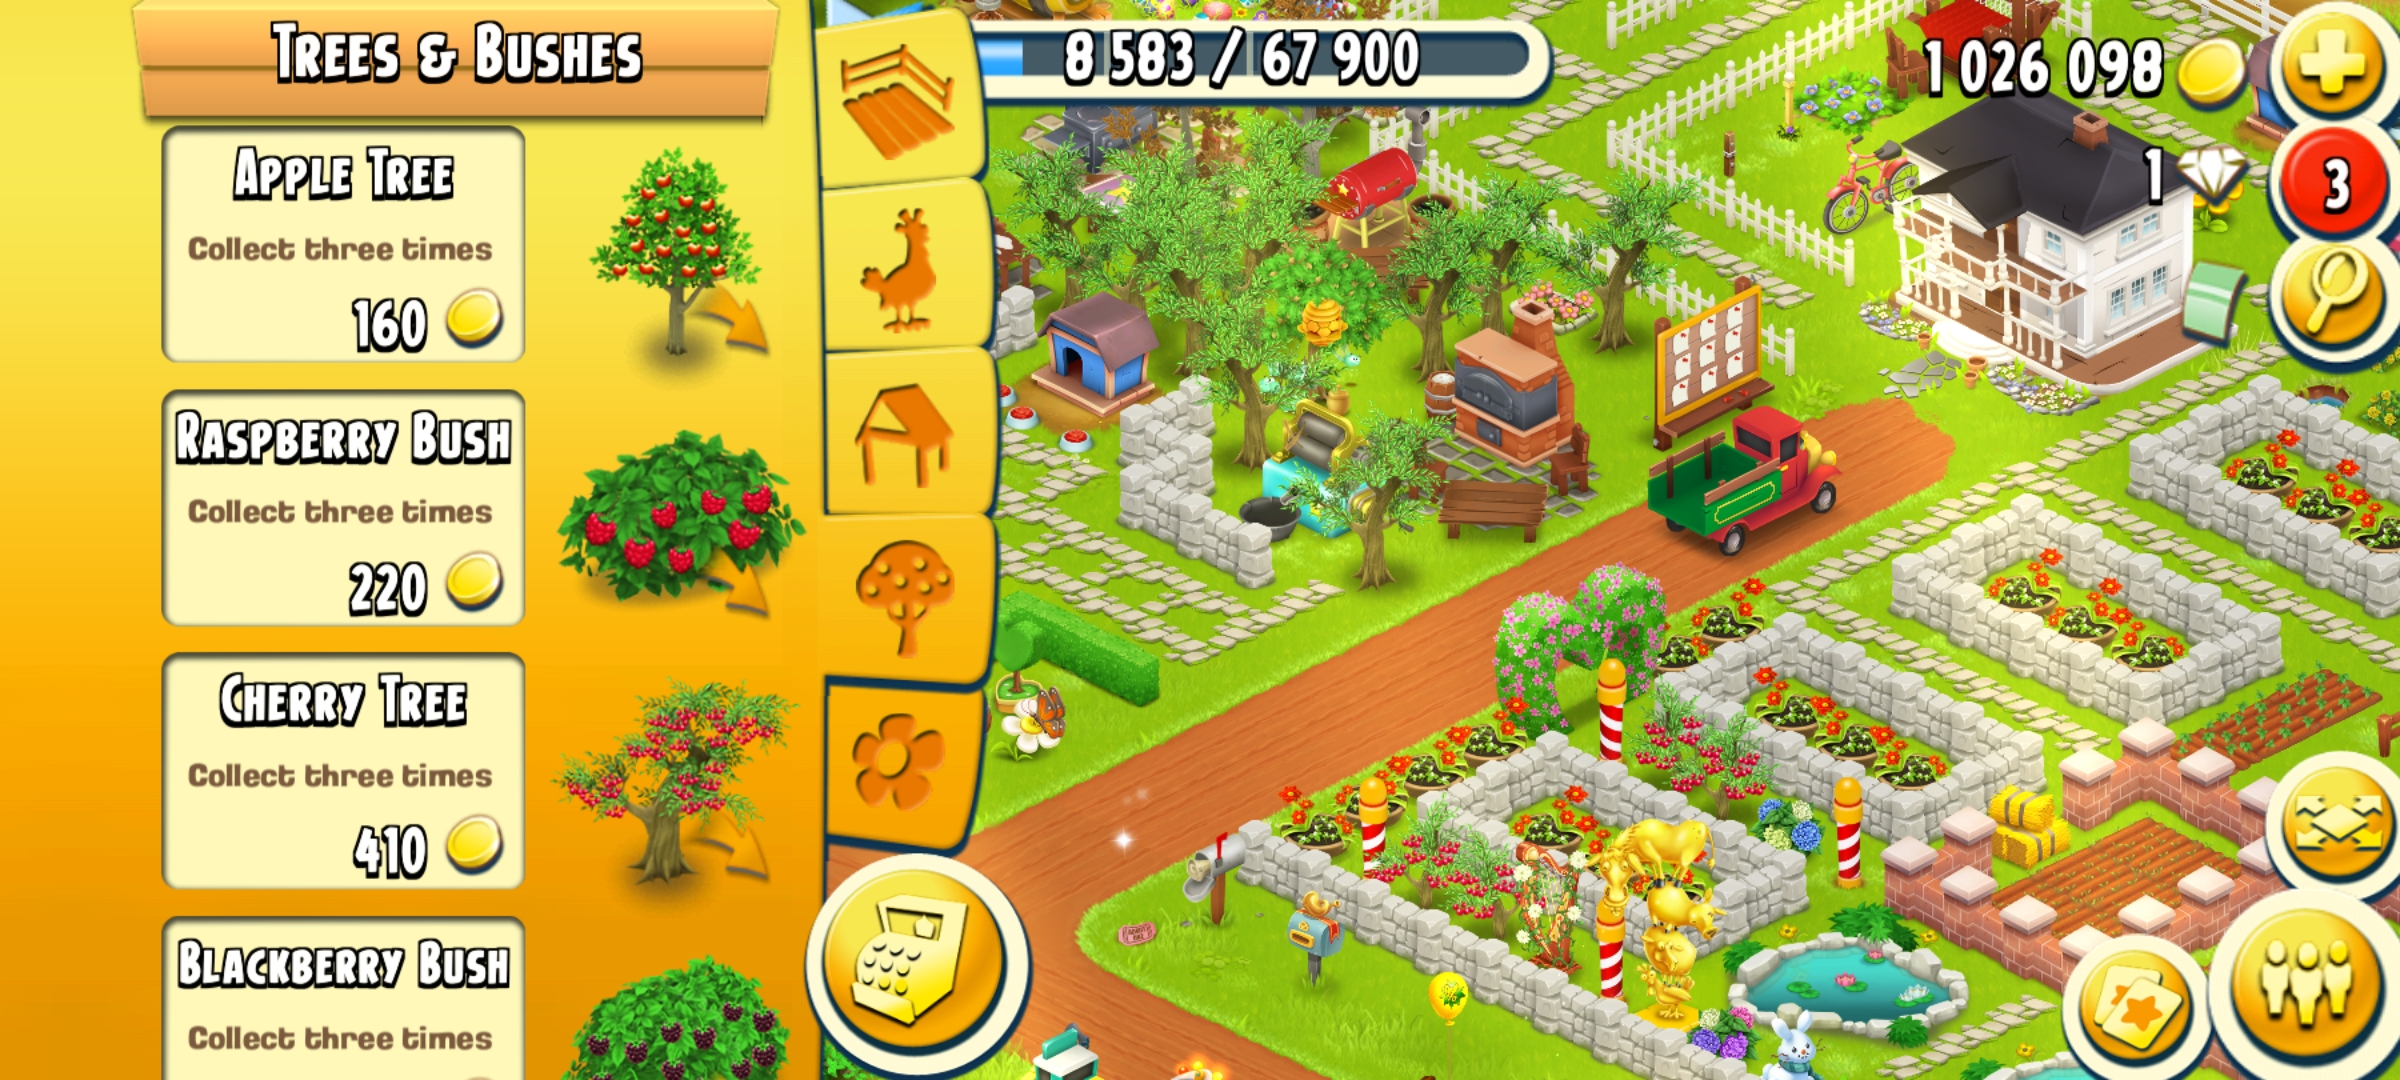 TREES & BUSHES
8 583 / 67 900
1 026 098
1
3
APPLE TREE
Collect three times
160
RASPBERRY BUSH
Collect three times
220
CHERRY TREE
Collect three times
410
BLACKBERRY BUSH
Collect three times